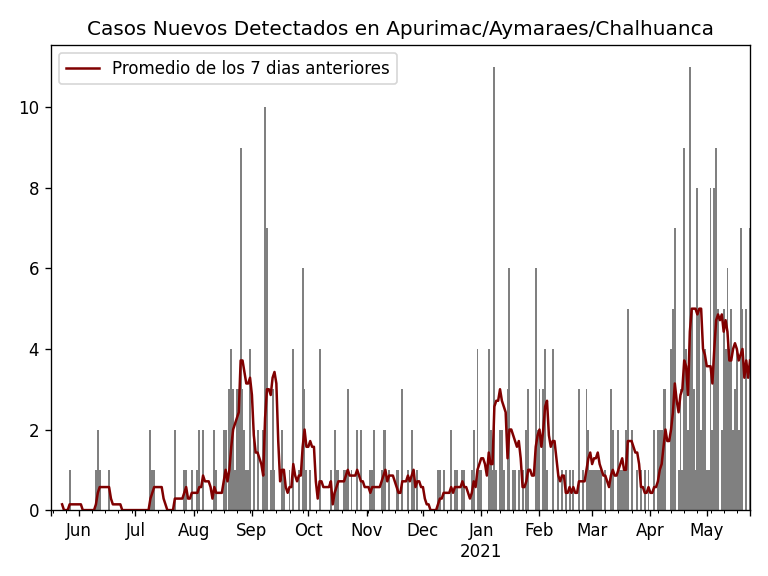 Casos Nuevos Detectados en Apurimac/Aymaraes/Chalhuanca
Promedio de los 7 dias anteriores
10
8
6
4
2
0
Jun Jul Aug Sep Oct Nov Dec Jan Feb Mar Apr May
2021